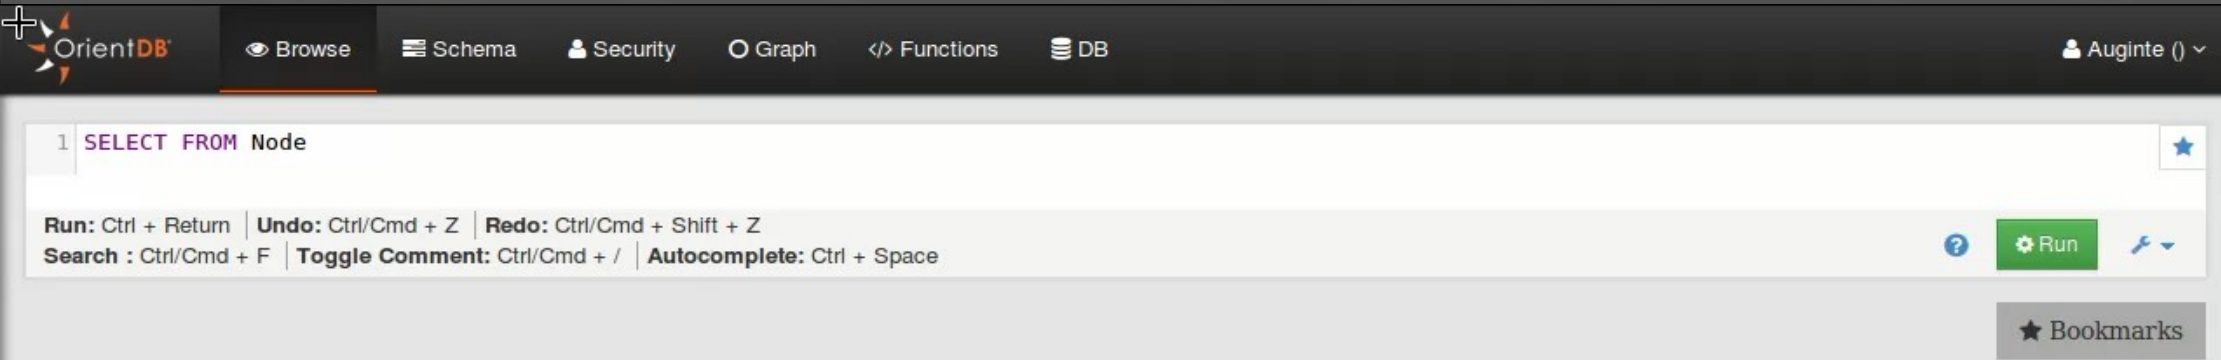 OrientDB Browse Schema Security Graph </> Functions DB Auginte ()
1 SELECT FROM Node
Run: Ctrl + Return Undo: Ctrl/Cmd + Z Redo: Ctrl/Cmd + Shift + Z
Search : Ctrl/Cmd + F Toggle Comment: Ctrl/Cmd + / Autocomplete: Ctrl + Space
Run
Bookmarks